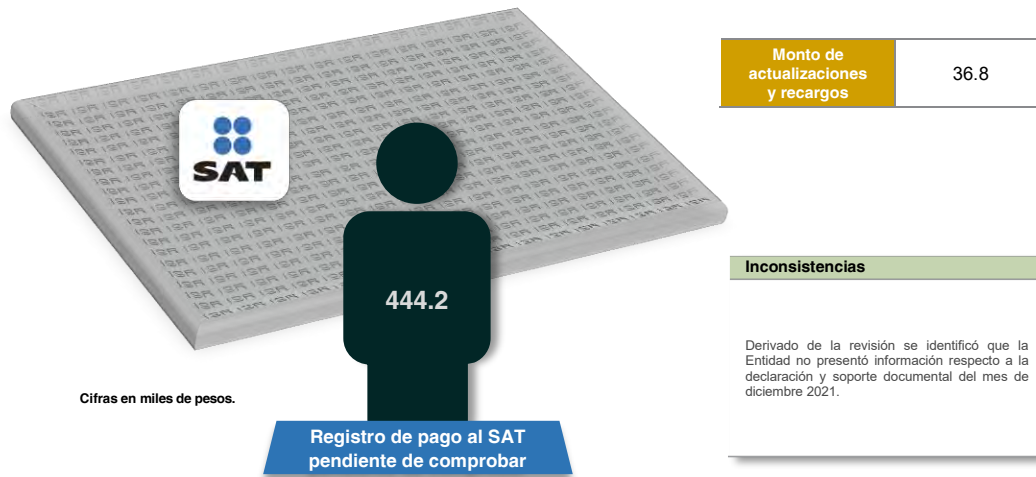 SAT
444.2
Cifras en miles de pesos.
Registro de pago al SAT
pendiente de comprobar
Monto de
actualizaciones
y recargos
36.8
Inconsistencias
Derivado de la revisión se identificó que la
Entidad no presentó información respecto a la
declaración y soporte documental del mes de
diciembre 2021.